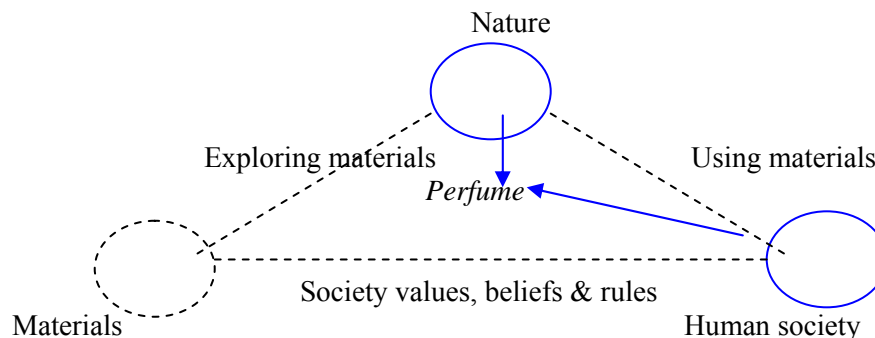 Nature
Exploring materials
Using materials
Perfume
Society values, beliefs & rules
Materials
Human society